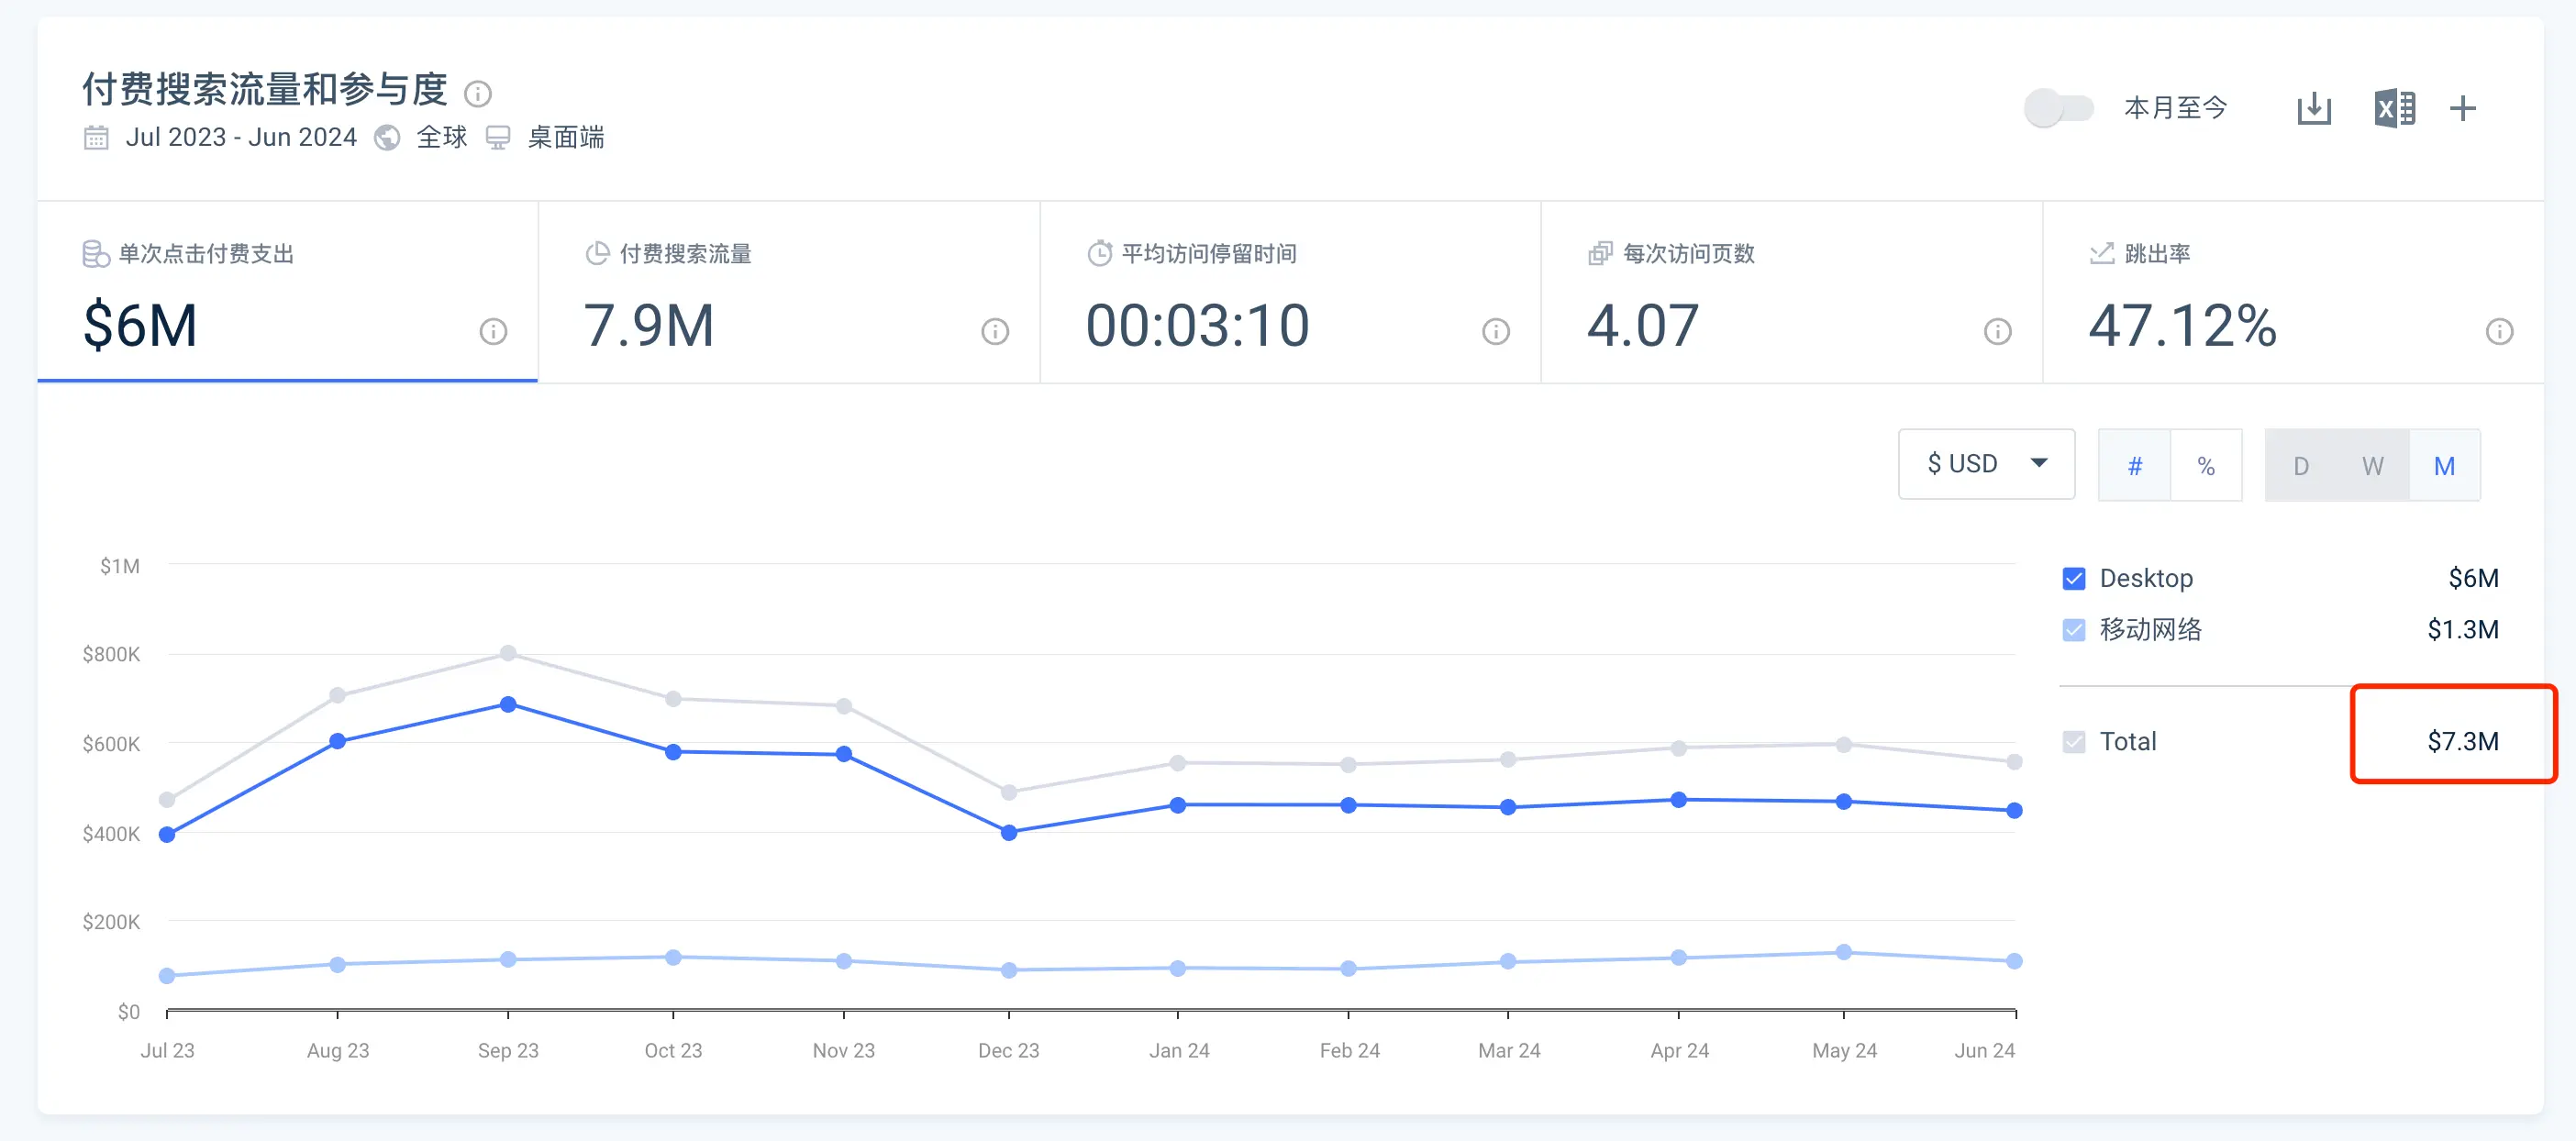 付费搜索流量和参与度
Jul 2023 - Jun 2024 全球 桌面端
本月至今
单次点击付费支出
$6M
付费搜索流量
7.9M
平均访问停留时间
00:03:10
每次访问页数
4.07
跳出率
47.12%
$ USD
# %
D W M
$1M
$800K
$600K
$400K
$200K
$0
Jul 23 Aug 23 Sep 23 Oct 23 Nov 23 Dec 23 Jan 24 Feb 24 Mar 24 Apr 24 May 24 Jun 24
Desktop $6M
移动网络 $1.3M
Total $7.3M